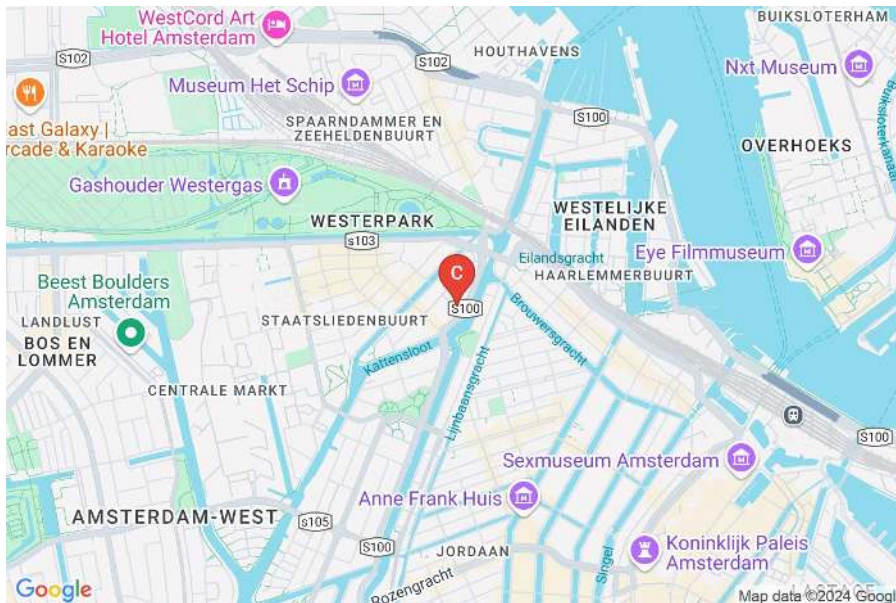 WestCord Art
Hotel Amsterdam
S102
S102
HOUTHAVENS
BUIKSLOTERHAM
Nxt Museum
Museum Het Schip
S100
SPAARNDAMMER EN
ZEEHELDENBUURT
ast Galaxy |
rcade & Karaoke
OVERHOEKS
Gashouder Westergas
WESTERPARK
WESTELIJKE
EILANDEN
s103
Eye Filmmuseum
Eilandsgracht
HAARLEMMERBUURT
Beest Boulders
Amsterdam
C
S100
LANDLUST
BOS EN
LOMMER
STAATSLIEDENBUURT
Brouwersgracht
Kattensloot
Lijnbaansgracht
CENTRALE MARKT
S100
Sexmuseum Amsterdam
Anne Frank Huis
AMSTERDAM-WEST
s105
S100
JORDAAN
Koninklijk Paleis
Amsterdam
Singel
Rozengracht
LASTAGE
Google
Map data ©2024 Goog